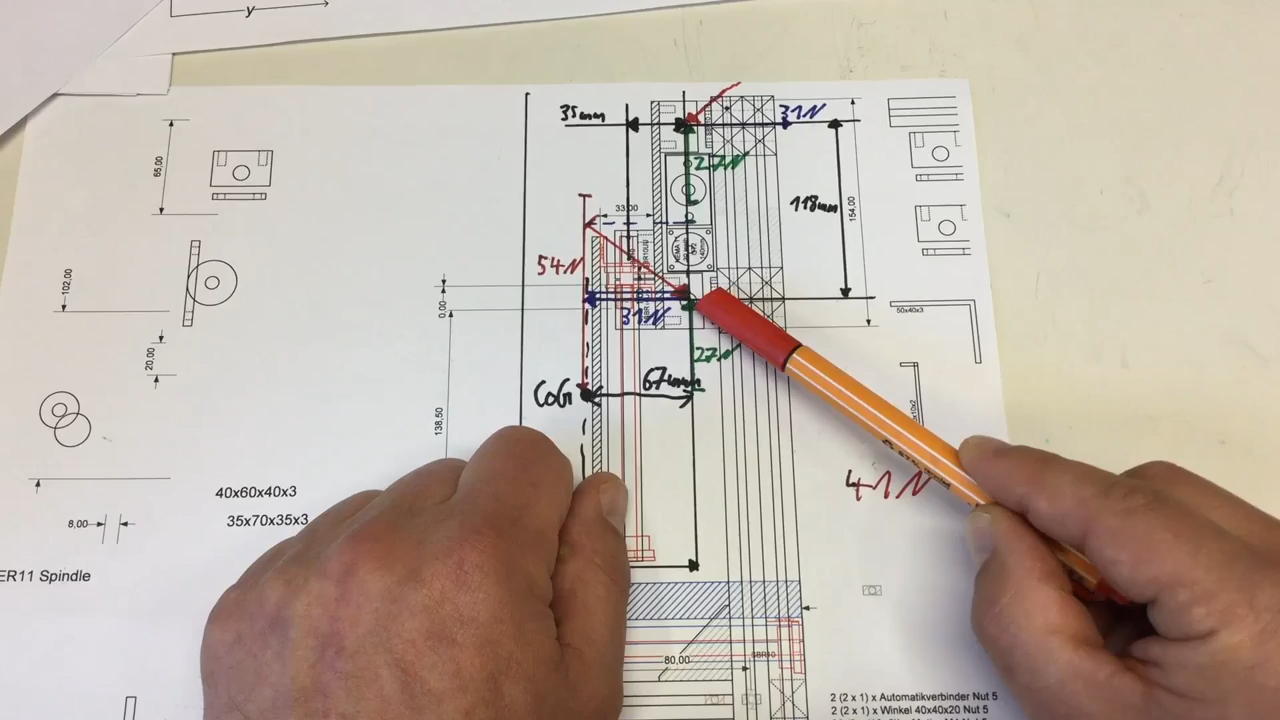 y
35mm
31N
65,00
27N
33,00
118mm
154,00
54N
102,00
0,00
31N
50x40x3
20,00
27N
67mm
CoG
138,50
41N
40x60x40x3
35x70x35x3
8,00
ER11 Spindle
80,00
SBR10
2 (2 x 1) x Automatikverbinder Nut 5
2 (2 x 1) x Winkel 40x40x20 Nut 5